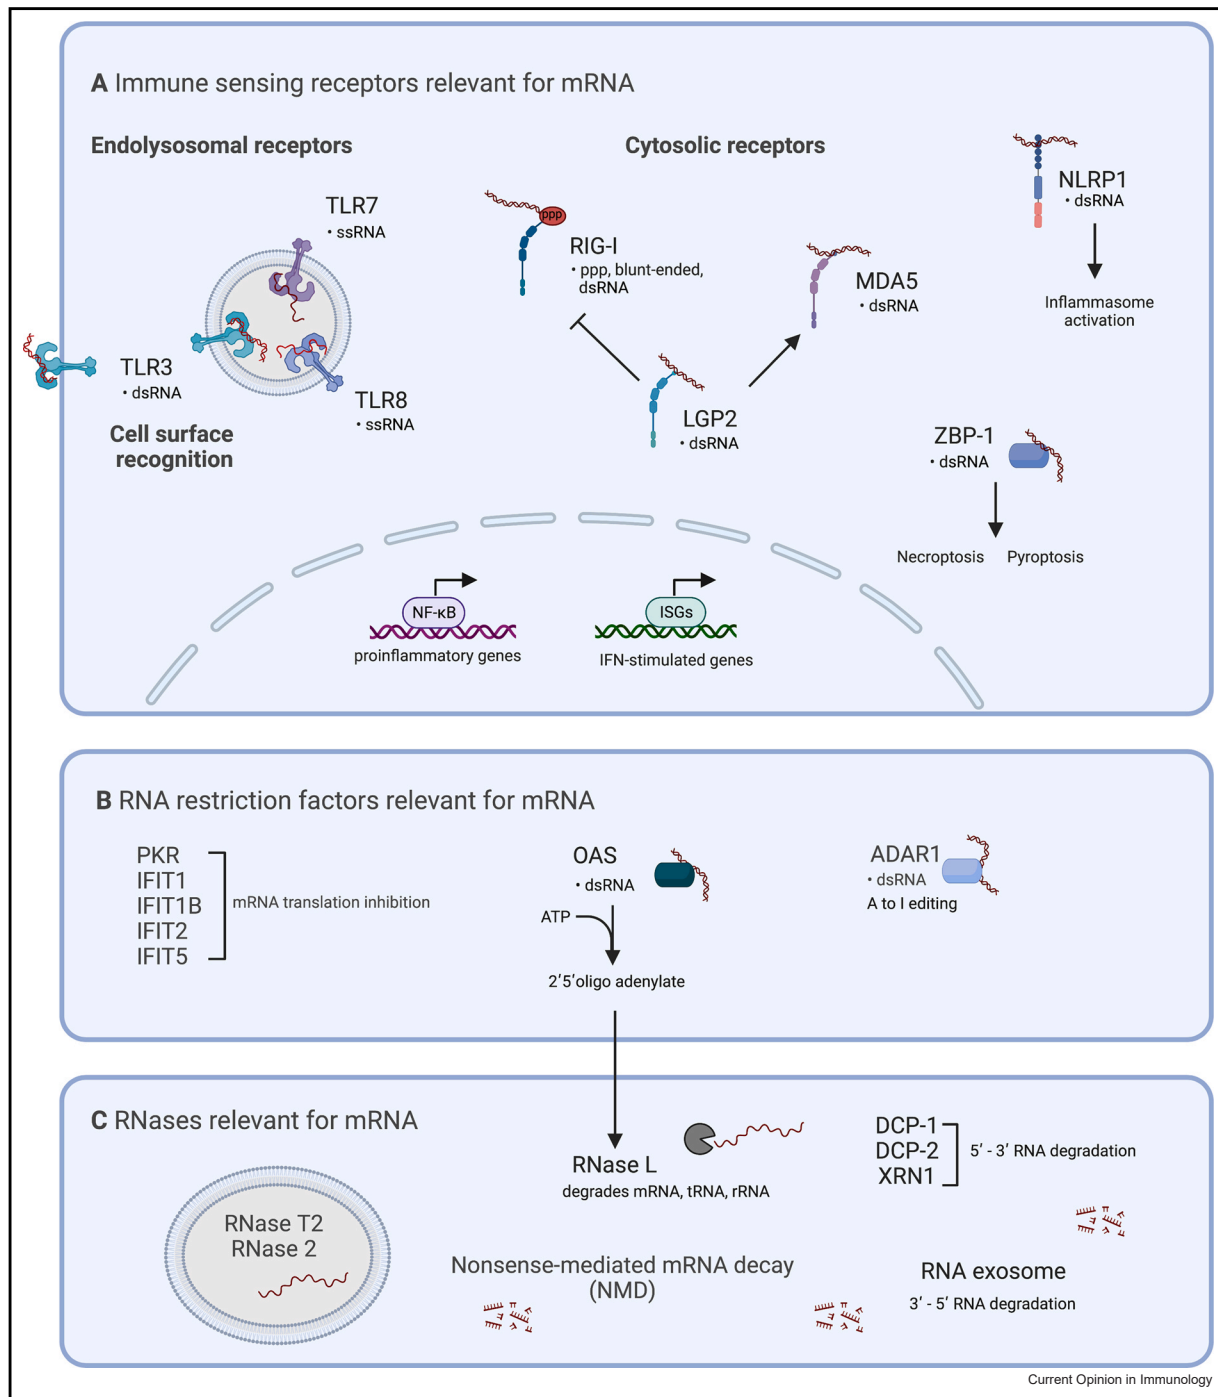 A Immune sensing receptors relevant for mRNA
Endolysosomal receptors
Cytosolic receptors
NLRP1
• dsRNA
Inflammasome
activation
TLR7
• ssRNA
ppp
RIG-I
• ppp, blunt-ended,
dsRNA
MDA5
• dsRNA
TLR3
• dsRNA
TLR8
• ssRNA
LGP2
• dsRNA
Cell surface
recognition
ZBP-1
• dsRNA
Necroptosis
Pyroptosis
NF-κB
proinflammatory genes
ISGs
IFN-stimulated genes
B RNA restriction factors relevant for mRNA
PKR
IFIT1
IFIT1B
IFIT2
IFIT5
mRNA translation inhibition
OAS
• dsRNA
ATP
2′5′oligo adenylate
ADAR1
• dsRNA
A to I editing
C RNases relevant for mRNA
RNase L
degrades mRNA, tRNA, rRNA
DCP-1
DCP-2
XRN1
5′ - 3′ RNA degradation
RNase T2
RNase 2
Nonsense-mediated mRNA decay
(NMD)
RNA exosome
3′ - 5′ RNA degradation
Current Opinion in Immunology